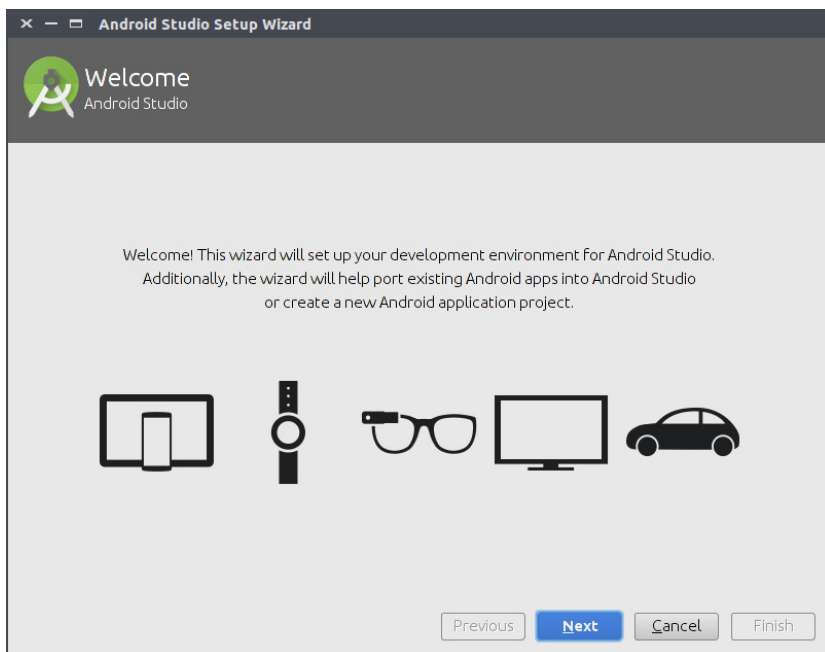 Android Studio Setup Wizard
Welcome
Android Studio
Welcome! This wizard will set up your development environment for Android Studio.
Additionally, the wizard will help port existing Android apps into Android Studio
or create a new Android application project.
Previous Next Cancel Finish